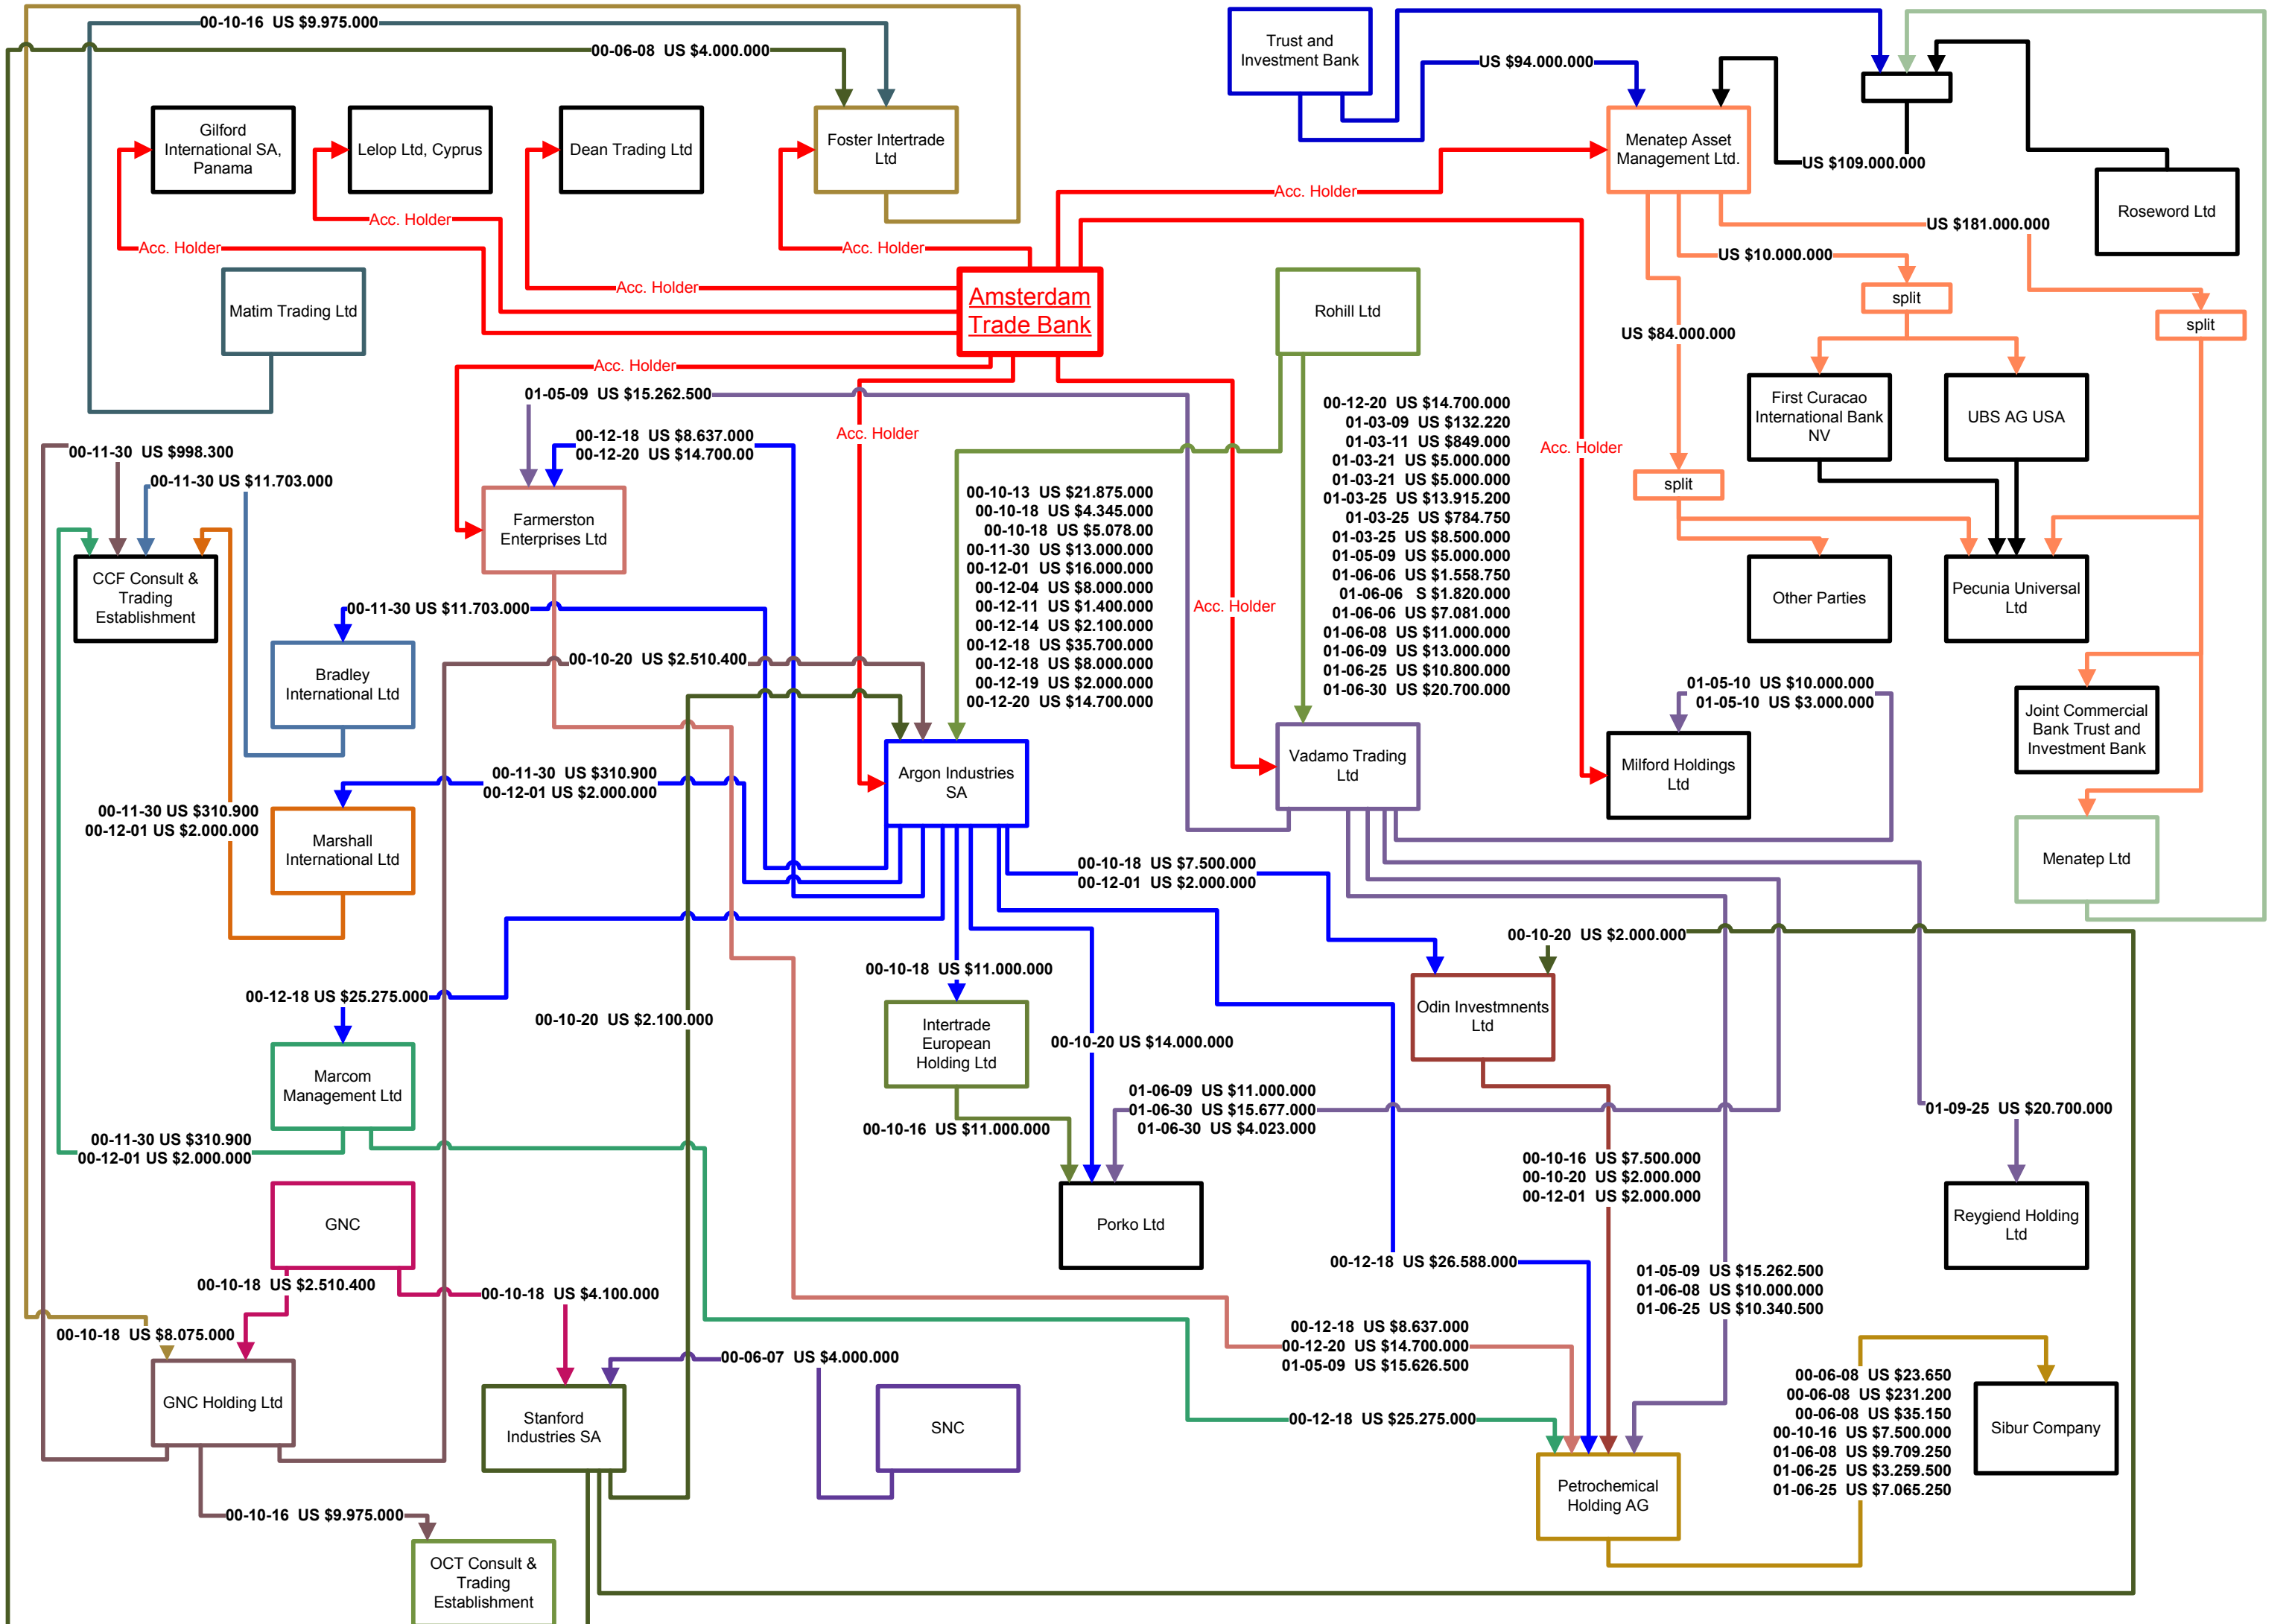 00-10-16 US $9.975.000
00-06-08 US $4.000.000
Trust and
Investment Bank
US $94.000.000
Gilford
International SA,
Panama
Lelop Ltd, Cyprus
Dean Trading Ltd
Foster Intertrade
Ltd
Menatep Asset
Management Ltd.
US $109.000.000
Roseword Ltd
Acc. Holder
Acc. Holder
Acc. Holder
Acc. Holder
Acc. Holder
US $181.000.000
US $10.000.000
Matim Trading Ltd
Amsterdam
Trade Bank
Rohill Ltd
split
split
US $84.000.000
Acc. Holder
01-05-09 US $15.262.500
00-12-18 US $8.637.000
00-12-20 US $14.700.00
Acc. Holder
00-12-20 US $14.700.000
01-03-09 US $132.220
01-03-11 US $849.000
01-03-21 US $5.000.000
01-03-21 US $5.000.000
01-03-25 US $13.915.200
01-03-25 US $784.750
01-03-25 US $8.500.000
01-05-09 US $5.000.000
01-06-06 US $1.558.750
01-06-06 S $1.820.000
01-06-06 US $7.081.000
01-06-08 US $11.000.000
01-06-09 US $13.000.000
01-06-25 US $10.800.000
01-06-30 US $20.700.000
Acc. Holder
First Curacao
International Bank
NV
UBS AG USA
00-11-30 US $998.300
00-11-30 US $11.703.000
Farmerston
Enterprises Ltd
00-10-13 US $21.875.000
00-10-18 US $4.345.000
00-10-18 US $5.078.00
00-11-30 US $13.000.000
00-12-01 US $16.000.000
00-12-04 US $8.000.000
00-12-11 US $1.400.000
00-12-14 US $2.100.000
00-12-18 US $35.700.000
00-12-18 US $8.000.000
00-12-19 US $2.000.000
00-12-20 US $14.700.000
split
CCF Consult &
Trading
Establishment
Acc. Holder
Other Parties
Pecunia Universal
Ltd
00-11-30 US $11.703.000
Bradley
International Ltd
00-10-20 US $2.510.400
01-05-10 US $10.000.000
01-05-10 US $3.000.000
Joint Commercial
Bank Trust and
Investment Bank
Argon Industries
SA
Vadamo Trading
Ltd
Milford Holdings
Ltd
00-11-30 US $310.900
00-12-01 US $2.000.000
00-11-30 US $310.900
00-12-01 US $2.000.000
Marshall
International Ltd
Menatep Ltd
00-10-18 US $7.500.000
00-12-01 US $2.000.000
00-10-20 US $2.000.000
00-10-18 US $11.000.000
00-12-18 US $25.275.000
00-10-20 US $2.100.000
Odin Investmnents
Ltd
Intertrade
European
Holding Ltd
00-10-20 US $14.000.000
Marcom
Management Ltd
01-06-09 US $11.000.000
01-06-30 US $15.677.000
01-06-30 US $4.023.000
01-09-25 US $20.700.000
00-10-16 US $11.000.000
00-11-30 US $310.900
00-12-01 US $2.000.000
00-10-16 US $7.500.000
00-10-20 US $2.000.000
00-12-01 US $2.000.000
GNC
Porko Ltd
Reygiend Holding
Ltd
00-12-18 US $26.588.000
01-05-09 US $15.262.500
01-06-08 US $10.000.000
01-06-25 US $10.340.500
00-10-18 US $2.510.400
00-10-18 US $4.100.000
00-10-18 US $8.075.000
00-12-18 US $8.637.000
00-12-20 US $14.700.000
01-05-09 US $15.626.500
00-06-07 US $4.000.000
GNC Holding Ltd
Stanford
Industries SA
SNC
00-12-18 US $25.275.000
00-06-08 US $23.650
00-06-08 US $231.200
00-06-08 US $35.150
00-10-16 US $7.500.000
01-06-08 US $9.709.250
01-06-25 US $3.259.500
01-06-25 US $7.065.250
Sibur Company
Petrochemical
Holding AG
00-10-16 US $9.975.000
OCT Consult &
Trading
Establishment